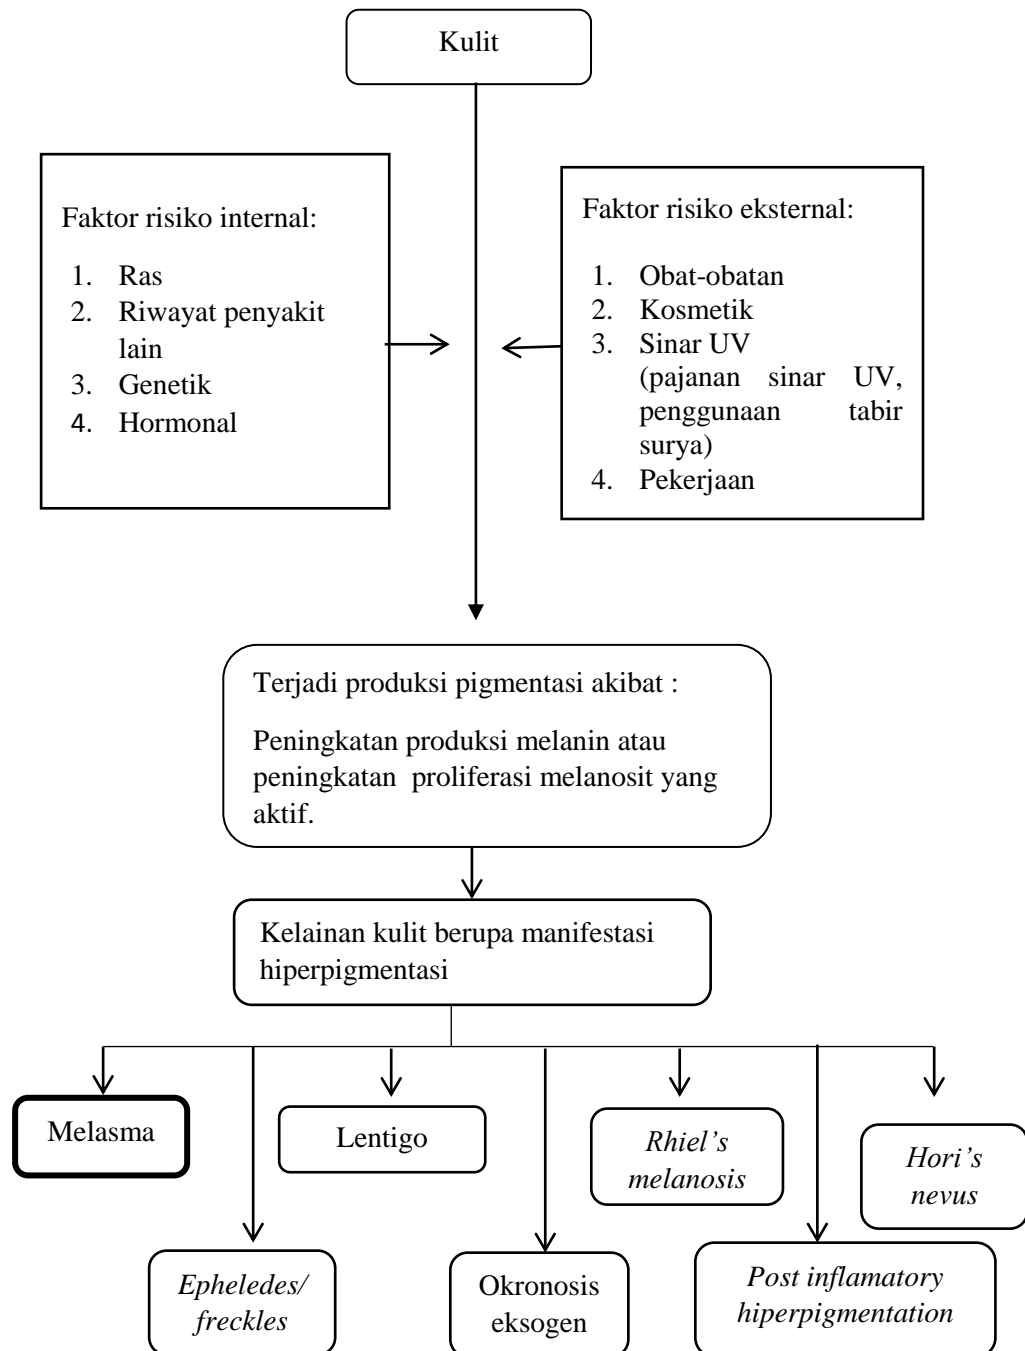 Kulit
Faktor risiko internal:
1. Ras
2. Riwayat penyakit
lain
3. Genetik
4. Hormonal
Faktor risiko eksternal:
1. Obat-obatan
2. Kosmetik
3. Sinar UV
(pajanan sinar UV,
penggunaan tabir
surya)
4. Pekerjaan
Terjadi produksi pigmentasi akibat :
Peningkatan produksi melanin atau
peningkatan proliferasi melanosit yang
aktif.
Kelainan kulit berupa manifestasi
hiperpigmentasi
Melasma
Lentigo
Rhiel’s
melanosis
Hori’s
nevus
Epheledes/
freckles
Okronosis
eksogen
Post inflamatory
hiperpigmentation